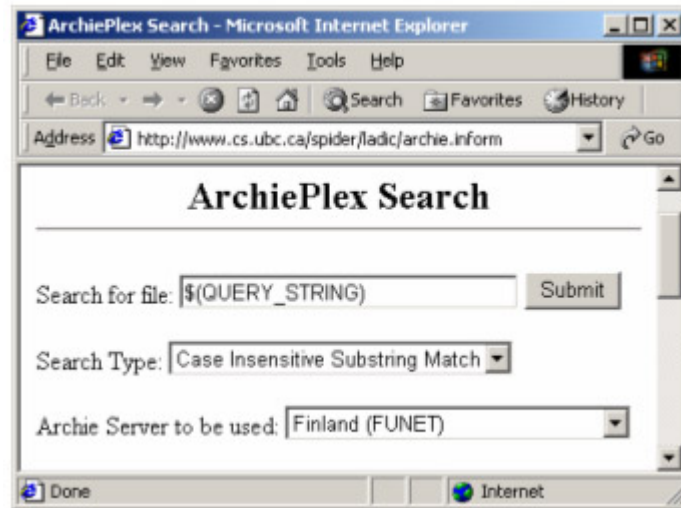 ArchiePlex Search - Microsoft Internet Explorer
File Edit View Favorites Tools Help
Back Search Favorites History
Address http://www.cs.ubc.ca/spider/ladic/archie.inform Go
ArchiePlex Search
Search for file: $(QUERY_STRING) Submit
Search Type: Case Insensitive Substring Match
Archie Server to be used: Finland (FUNET)
Done Internet